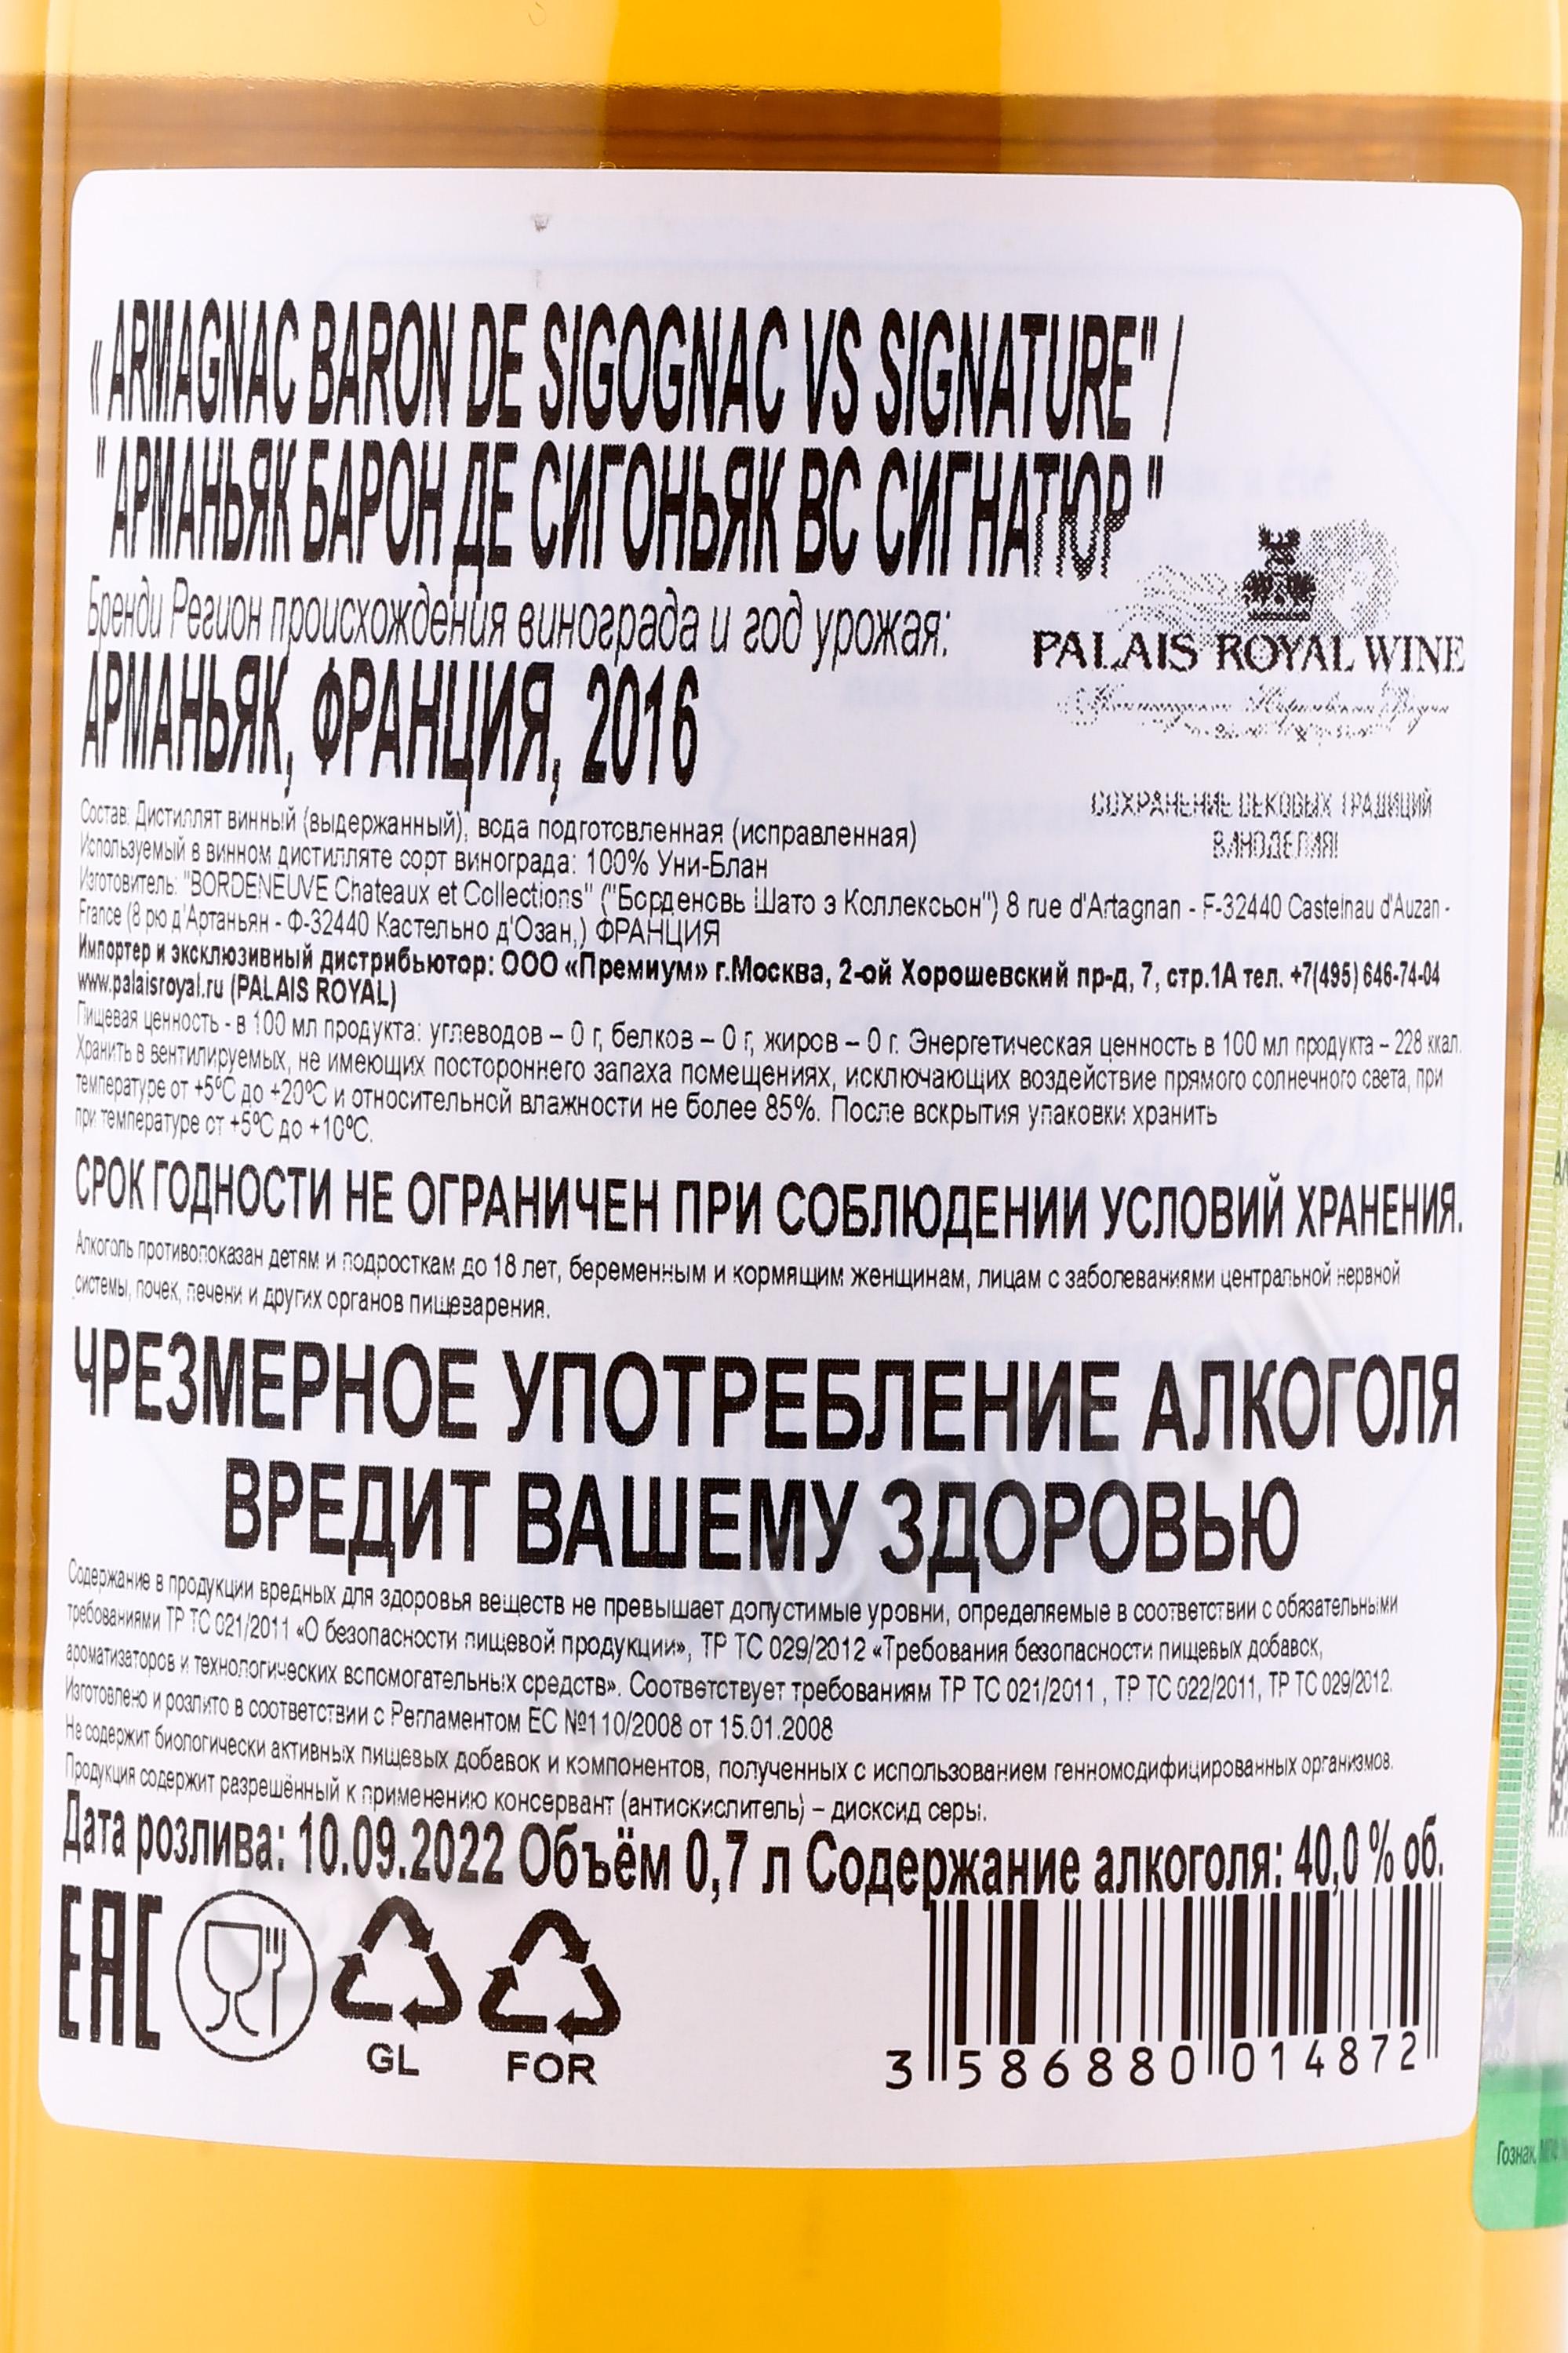 « ARMAGNAC BARON DE SIGOGNAC VS SIGNATURE" /
" АРМАНЬЯК БАРОН ДЕ СИГОНЬЯК ВС СИГНАТЮР "
Бренди Регион происхождения винограда и год урожая:
АРМАНЬЯК, ФРАНЦИЯ, 2016
PALAIS ROYAL WINE
СОХРАНЕНИЕ ВЕКОВЫХ ТРАДИЦИЙ
ВИНОДЕЛИЯ!
Состав: Дистиллят винный (выдержанный), вода подготовленная (исправленная)
Используемый в винном дистилляте сорт винограда: 100% Уни-Блан
Изготовитель: "BORDENEUVE Chateaux et Collections" ("Борденовь Шато э Коллексьон") 8 rue d'Artagnan - F-32440 Castelnau d'Auzan -
France (8 рю д'Артаньян - Ф-32440 Кастельно д'Озан,) ФРАНЦИЯ
Импортер и эксклюзивный дистрибьютор: ООО «Премиум» г.Москва, 2-ой Хорошевский пр-д, 7, стр.1А тел. +7(495) 646-74-04
www.palaisroyal.ru (PALAIS ROYAL)
Пищевая ценность - в 100 мл продукта: углеводов – 0 г, белков – 0 г, жиров – 0 г. Энергетическая ценность в 100 мл продукта – 228 ккал.
Хранить в вентилируемых, не имеющих постороннего запаха помещениях, исключающих воздействие прямого солнечного света, при
температуре от +5ºС до +20ºС и относительной влажности не более 85%. После вскрытия упаковки хранить
при температуре от +5ºС до +10ºС.
СРОК ГОДНОСТИ НЕ ОГРАНИЧЕН ПРИ СОБЛЮДЕНИИ УСЛОВИЙ ХРАНЕНИЯ.
Алкоголь противопоказан детям и подросткам до 18 лет, беременным и кормящим женщинам, лицам с заболеваниями центральной нервной
системы, почек, печени и других органов пищеварения.
ЧРЕЗМЕРНОЕ УПОТРЕБЛЕНИЕ АЛКОГОЛЯ
ВРЕДИТ ВАШЕМУ ЗДОРОВЬЮ
Содержание в продукции вредных для здоровья веществ не превышает допустимые уровни, определяемые в соответствии с обязательными
требованиями ТР ТС 021/2011 «О безопасности пищевой продукции», ТР ТС 029/2012 «Требования безопасности пищевых добавок,
ароматизаторов и технологических вспомогательных средств». Соответствует требованиям ТР ТС 021/2011 , ТР ТС 022/2011, ТР ТС 029/2012.
Изготовлено и розлито в соответствии с Регламентом ЕС №110/2008 от 15.01.2008
Не содержит биологически активных пищевых добавок и компонентов, полученных с использованием генномодифицированных организмов.
Продукция содержит разрешённый к применению консервант (антиокислитель) – диоксид серы.
Дата розлива: 10.09.2022 Объём 0,7 л Содержание алкоголя: 40,0 % об.
EAC
GL
FOR
3 586880 014872
Гознак,